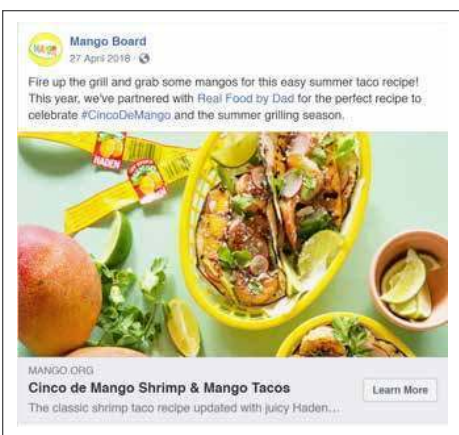 Mango Board
27 April 2018
Fire up the grill and grab some mangos for this easy summer taco recipe!
This year, we've partnered with Real Food by Dad for the perfect recipe to
celebrate #CincoDeMango and the summer grilling season.
HADEN
MANGO.ORG
Cinco de Mango Shrimp & Mango Tacos
Learn More
The classic shrimp taco recipe updated with juicy Haden...